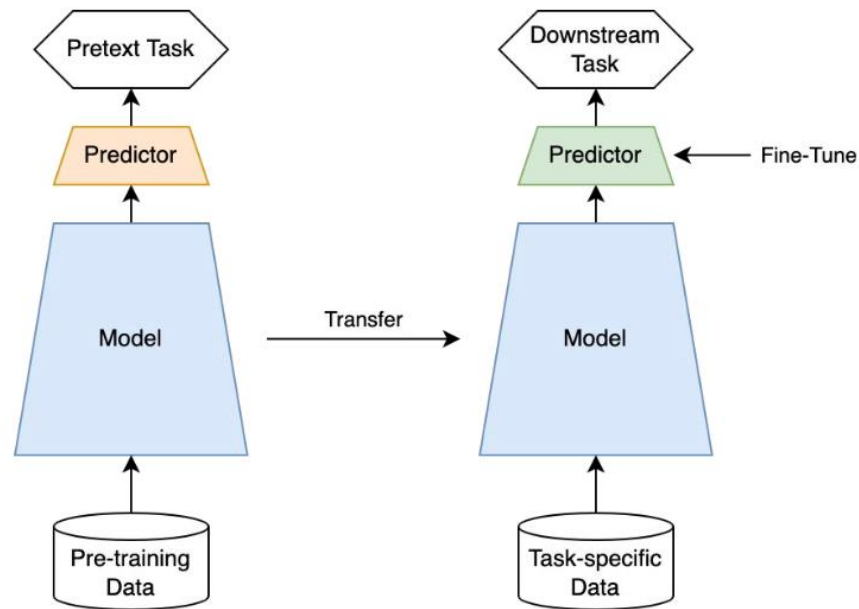 Pretext Task
Downstream
Task
Predictor
Predictor
Fine-Tune
Model
Transfer
Model
Pre-training
Data
Task-specific
Data